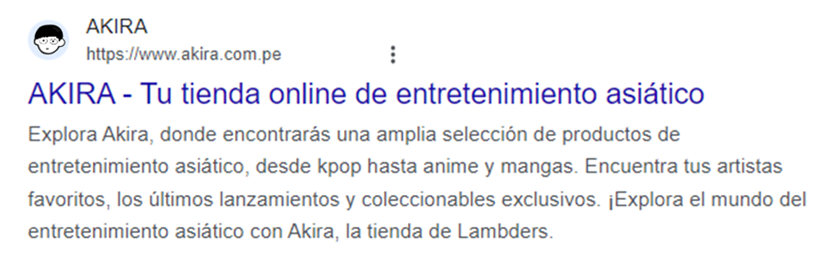 AKIRA
https://www.akira.com.pe
AKIRA - Tu tienda online de entretenimiento asiático
Explora Akira, donde encontrarás una amplia selección de productos de
entretenimiento asiático, desde kpop hasta anime y mangas. Encuentra tus artistas
favoritos, los últimos lanzamientos y coleccionables exclusivos. ¡Explora el mundo del
entretenimiento asiático con Akira, la tienda de Lambders.